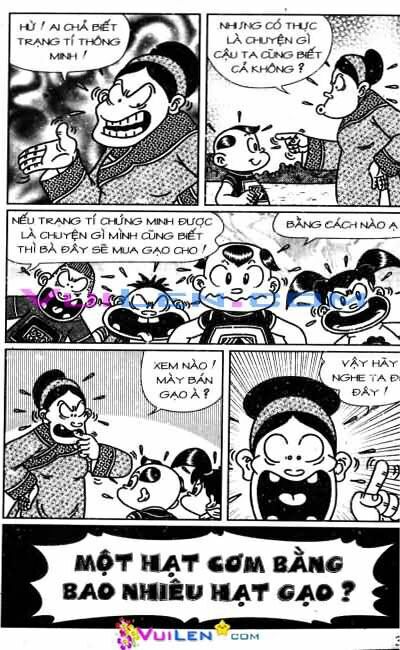 HỪ! AI CHẢ BIẾT
TRẠNG TÍ THÔNG
MINH!
NHƯNG CÓ THỰC
LÀ CHUYỆN GÌ
CẬU TA CŨNG BIẾT
CẢ KHÔNG?
NẾU TRẠNG TÍ CHỨNG MINH ĐƯỢC
LÀ CHUYỆN GÌ MÌNH CŨNG BIẾT
THÌ BÀ ĐÂY SẼ MUA GẠO CHO!
BẰNG CÁCH NÀO Ạ
VUILEN.COM
XEM NÀO!
MÀY BÁN
GẠO À?
VẬY HÃY
NGHE TA Đ
ĐÂY!
MỘT HẠT CƠM BẰNG
BAO NHIÊU HẠT GẠO?
VUILEN.COM
3